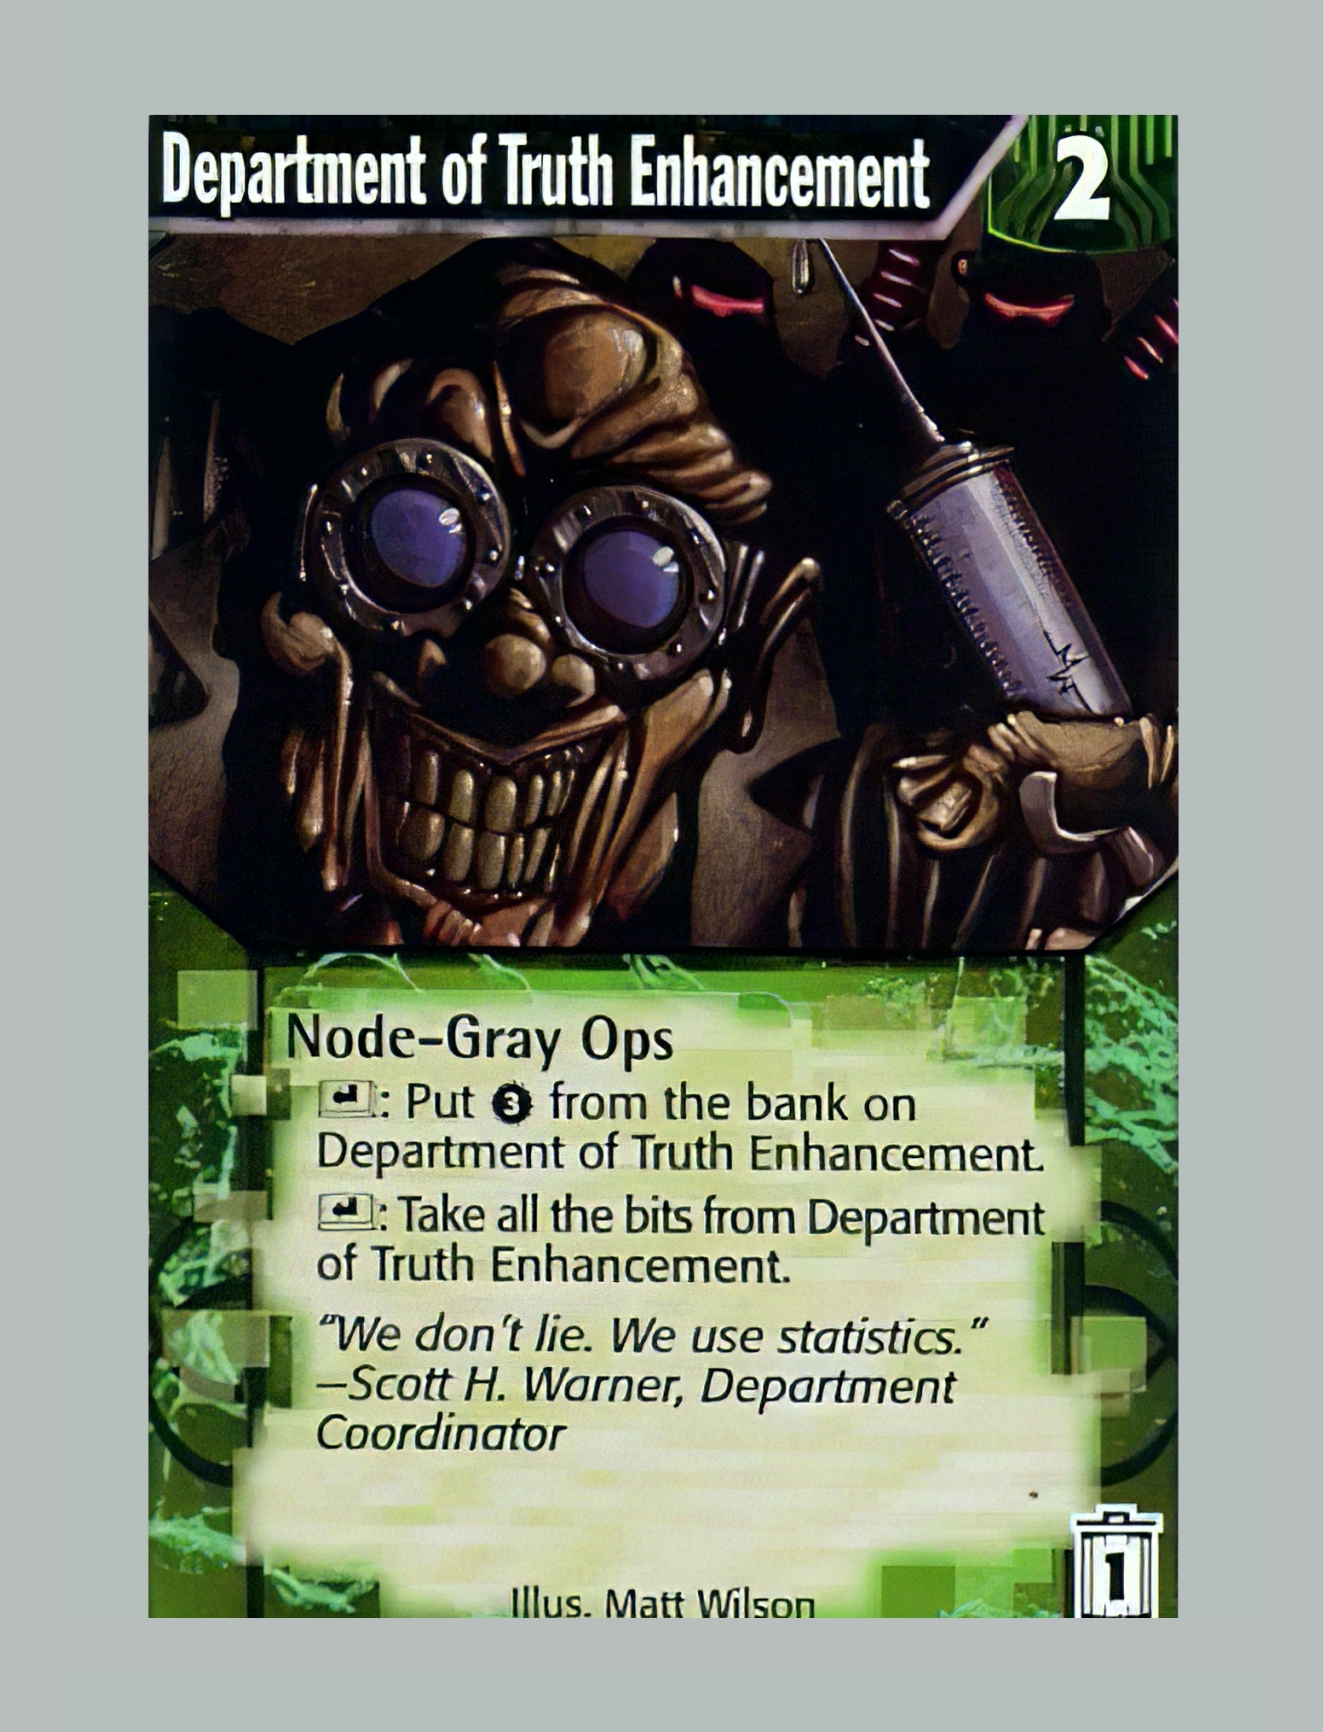 Department of Truth Enhancement
2
Node–Gray Ops
: Put 3 from the bank on
Department of Truth Enhancement.
: Take all the bits from Department
of Truth Enhancement.
“We don’t lie. We use statistics.”
—Scott H. Warner, Department
Coordinator
1
Illus. Matt Wilson